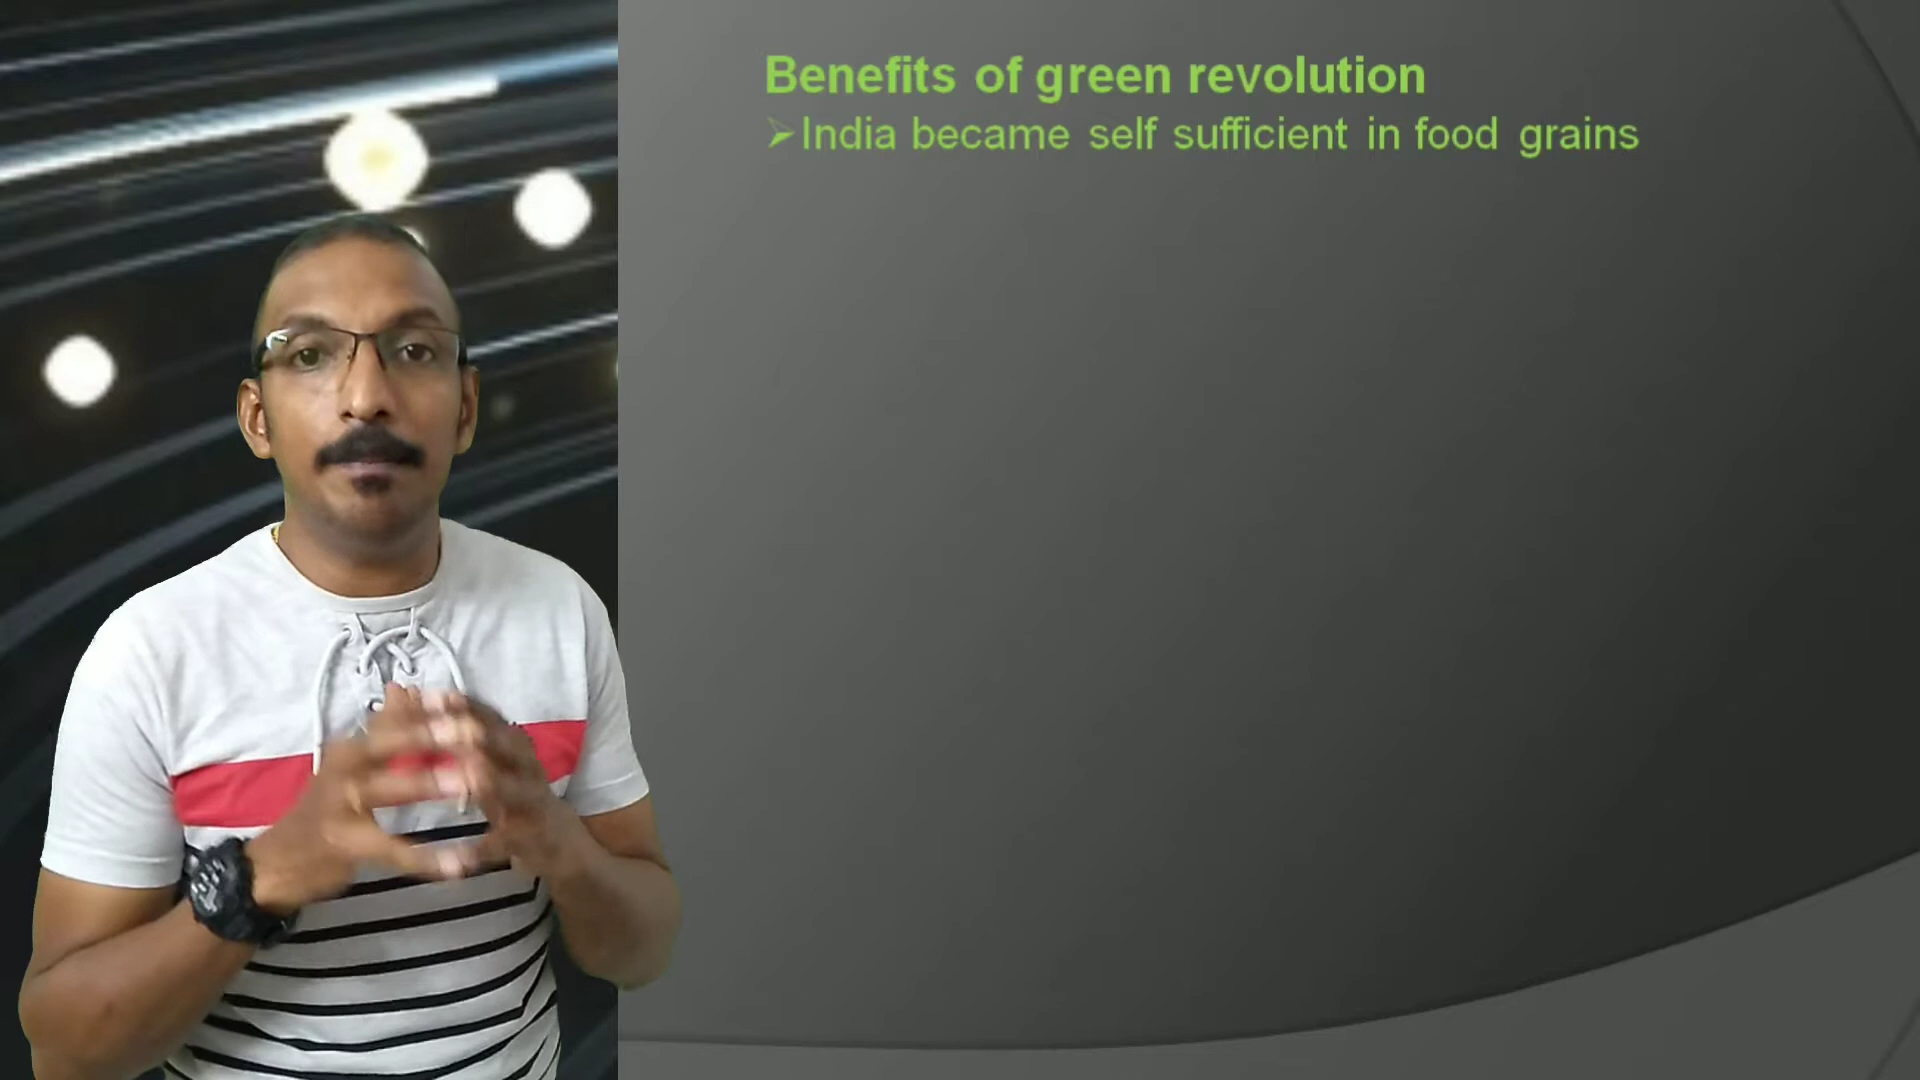 Benefits of green revolution
➢India became self sufficient in food grains